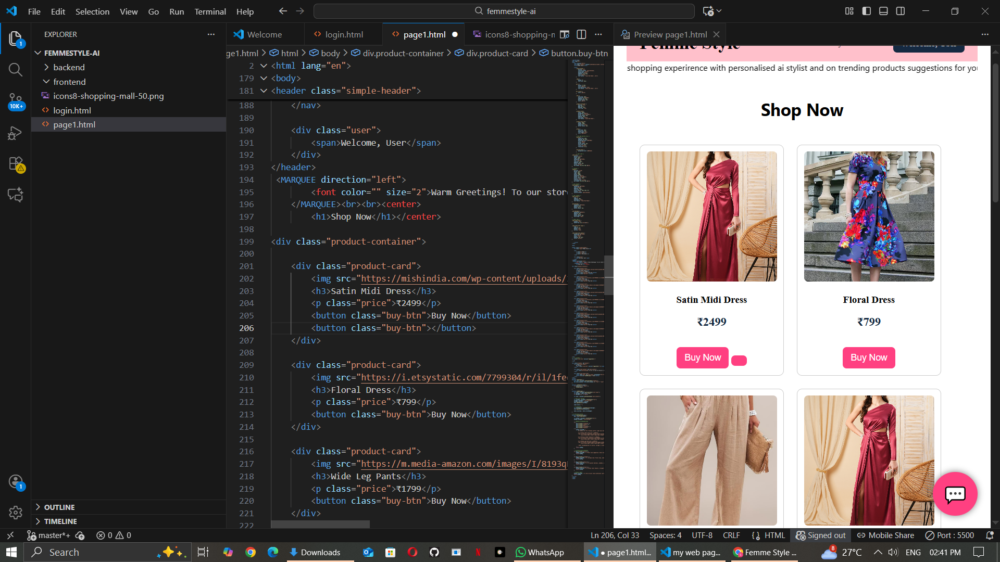 File Edit Selection View Go Run Terminal Help
femmestyle-ai
EXPLORER
Welcome
login.html
page1.html
icons8-shopping-m
Preview page1.html
FEMMESTYLE-AI
backend
frontend
icons8-shopping-mall-50.png
login.html
page1.html
10K+
1
1
OUTLINE
TIMELINE
ge1.html > html > body > div.product-container > div.product-card > button.buy-btn
2 <html lang="en">
179 <body>
181 <header class="simple-header">
188 </nav>
189
190 <div class="user">
191 <span>Welcome, User</span>
192 </div>
193 </header>
194 <MARQUEE direction="left">
195 <font color="" size="2">Warm Greetings! To our stor
196 </MARQUEE><br><br><center>
197 <h1>Shop Now</h1></center>
198
199 <div class="product-container">
200
201 <div class="product-card">
202 <img src="https://mishindia.com/wp-content/uploads/
203 <h3>Satin Midi Dress</h3>
204 <p class="price">₹2499</p>
205 <button class="buy-btn">Buy Now</button>
206 <button class="buy-btn"></button>
207 </div>
208
209 <div class="product-card">
210 <img src="https://i.etsystatic.com/7799304/r/il/1fe
211 <h3>Floral Dress</h3>
212 <p class="price">₹799</p>
213 <button class="buy-btn">Buy Now</button>
214 </div>
215
216 <div class="product-card">
217 <img src="https://m.media-amazon.com/images/I/8193q
218 <h3>Wide Leg Pants</h3>
219 <p class="price">₹1799</p>
220 <button class="buy-btn">Buy Now</button>
221 </div>
222
Femme Style
Welcome, User
shopping experirence with personalised ai stylist and on trending products suggestions for you
Shop Now
Satin Midi Dress
₹2499
Buy Now
Floral Dress
₹799
Buy Now
master*+ 0 0
Ln 206, Col 33 Spaces: 4 UTF-8 CRLF {} HTML Signed out Mobile Share Port : 5500
Search
Downloads
WhatsApp
● page1.html...
my web pag...
Femme Style ...
8
27°C
ENG
02:41 PM